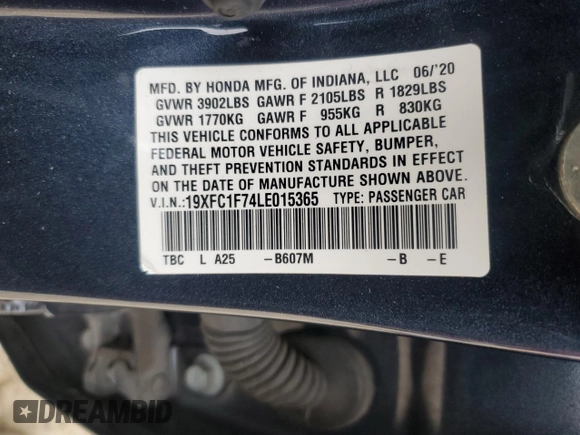 MFD. BY HONDA MFG. OF INDIANA, LLC 06/'20
GVWR 3902LBS GAWR F 2105LBS R 1829LBS
GVWR 1770KG GAWR F 955KG R 830KG
THIS VEHICLE CONFORMS TO ALL APPLICABLE
FEDERAL MOTOR VEHICLE SAFETY, BUMPER,
AND THEFT PREVENTION STANDARDS IN EFFECT
ON THE DATE OF MANUFACTURE SHOWN ABOVE.
V.I.N.:19XFC1F74LE015365 TYPE: PASSENGER CAR
TBC L A25 –B607M –B –E
DREAMBID